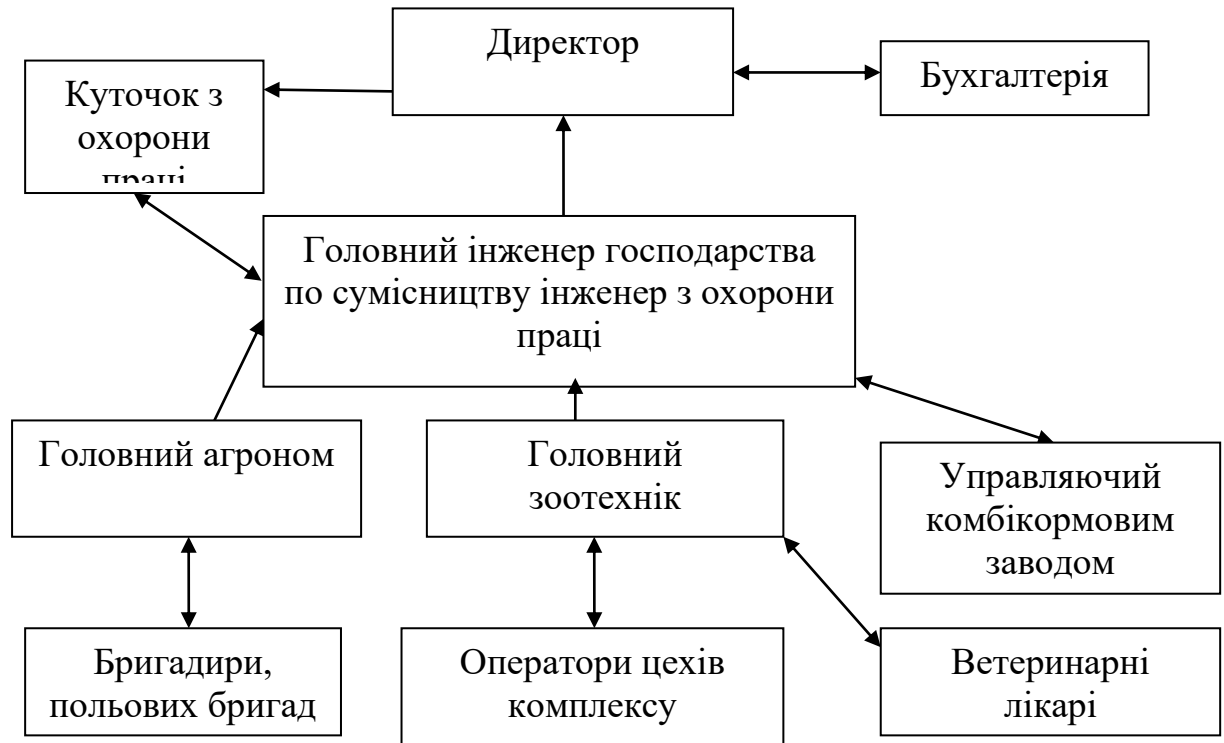 Директор
Бухгалтерія
Куточок з
охорони
праці
Головний інженер господарства
по сумісництву інженер з охорони
праці
Головний агроном
Головний
зоотехнік
Управляючий
комбікормовим
заводом
Бригадири,
польових бригад
Оператори цехів
комплексу
Ветеринарні
лікарі